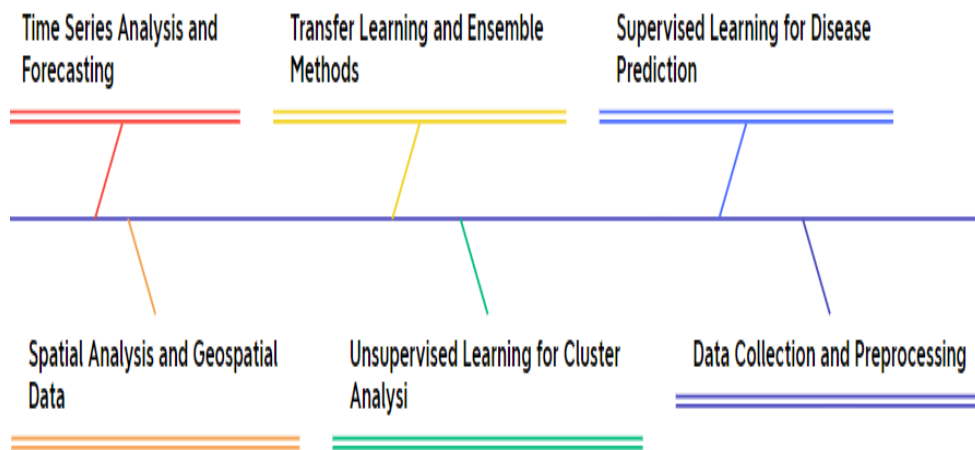 Time Series Analysis and
Forecasting
Transfer Learning and Ensemble
Methods
Supervised Learning for Disease
Prediction
Spatial Analysis and Geospatial
Data
Unsupervised Learning for Cluster
Analysi
Data Collection and Preprocessing